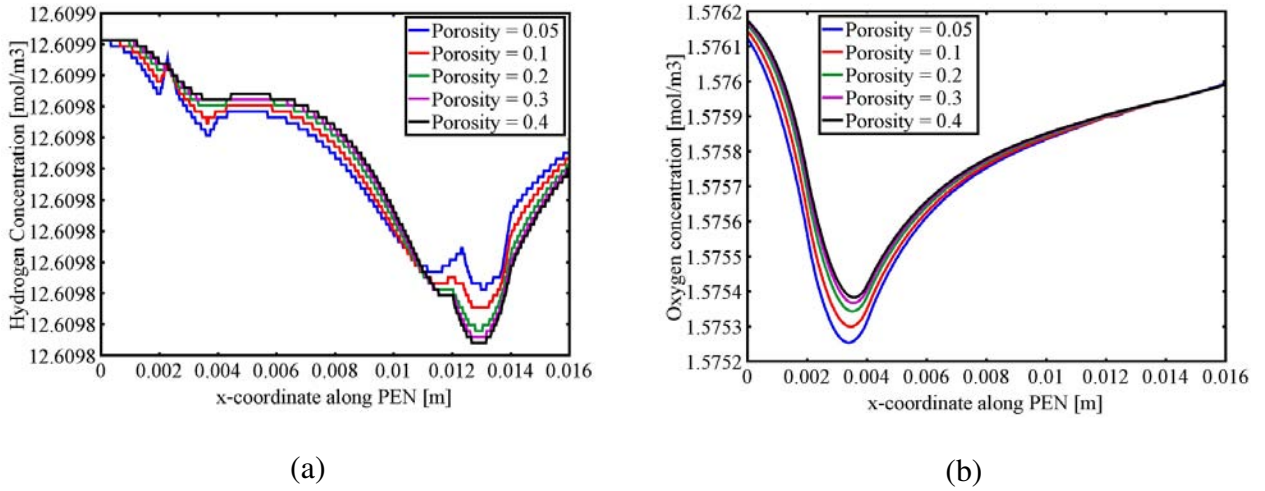 12.6099
12.6099
12.6099
12.6098
12.6098
12.6098
12.6098
12.6098
12.6098
12.6098
12.6098
Hydrogen Concentration [mol/m3]
Porosity = 0.05
Porosity = 0.1
Porosity = 0.2
Porosity = 0.3
Porosity = 0.4
0 0.002 0.004 0.006 0.008 0.01 0.012 0.014 0.016
x-coordinate along PEN [m]
(a)
1.5762
1.5761
1.576
1.5759
1.5758
1.5757
1.5756
1.5755
1.5754
1.5753
1.5752
Oxygen concentration [mol/m3]
Porosity = 0.05
Porosity = 0.1
Porosity = 0.2
Porosity = 0.3
Porosity = 0.4
0 0.002 0.004 0.006 0.008 0.01 0.012 0.014 0.016
x-coordinate along PEN [m]
(b)